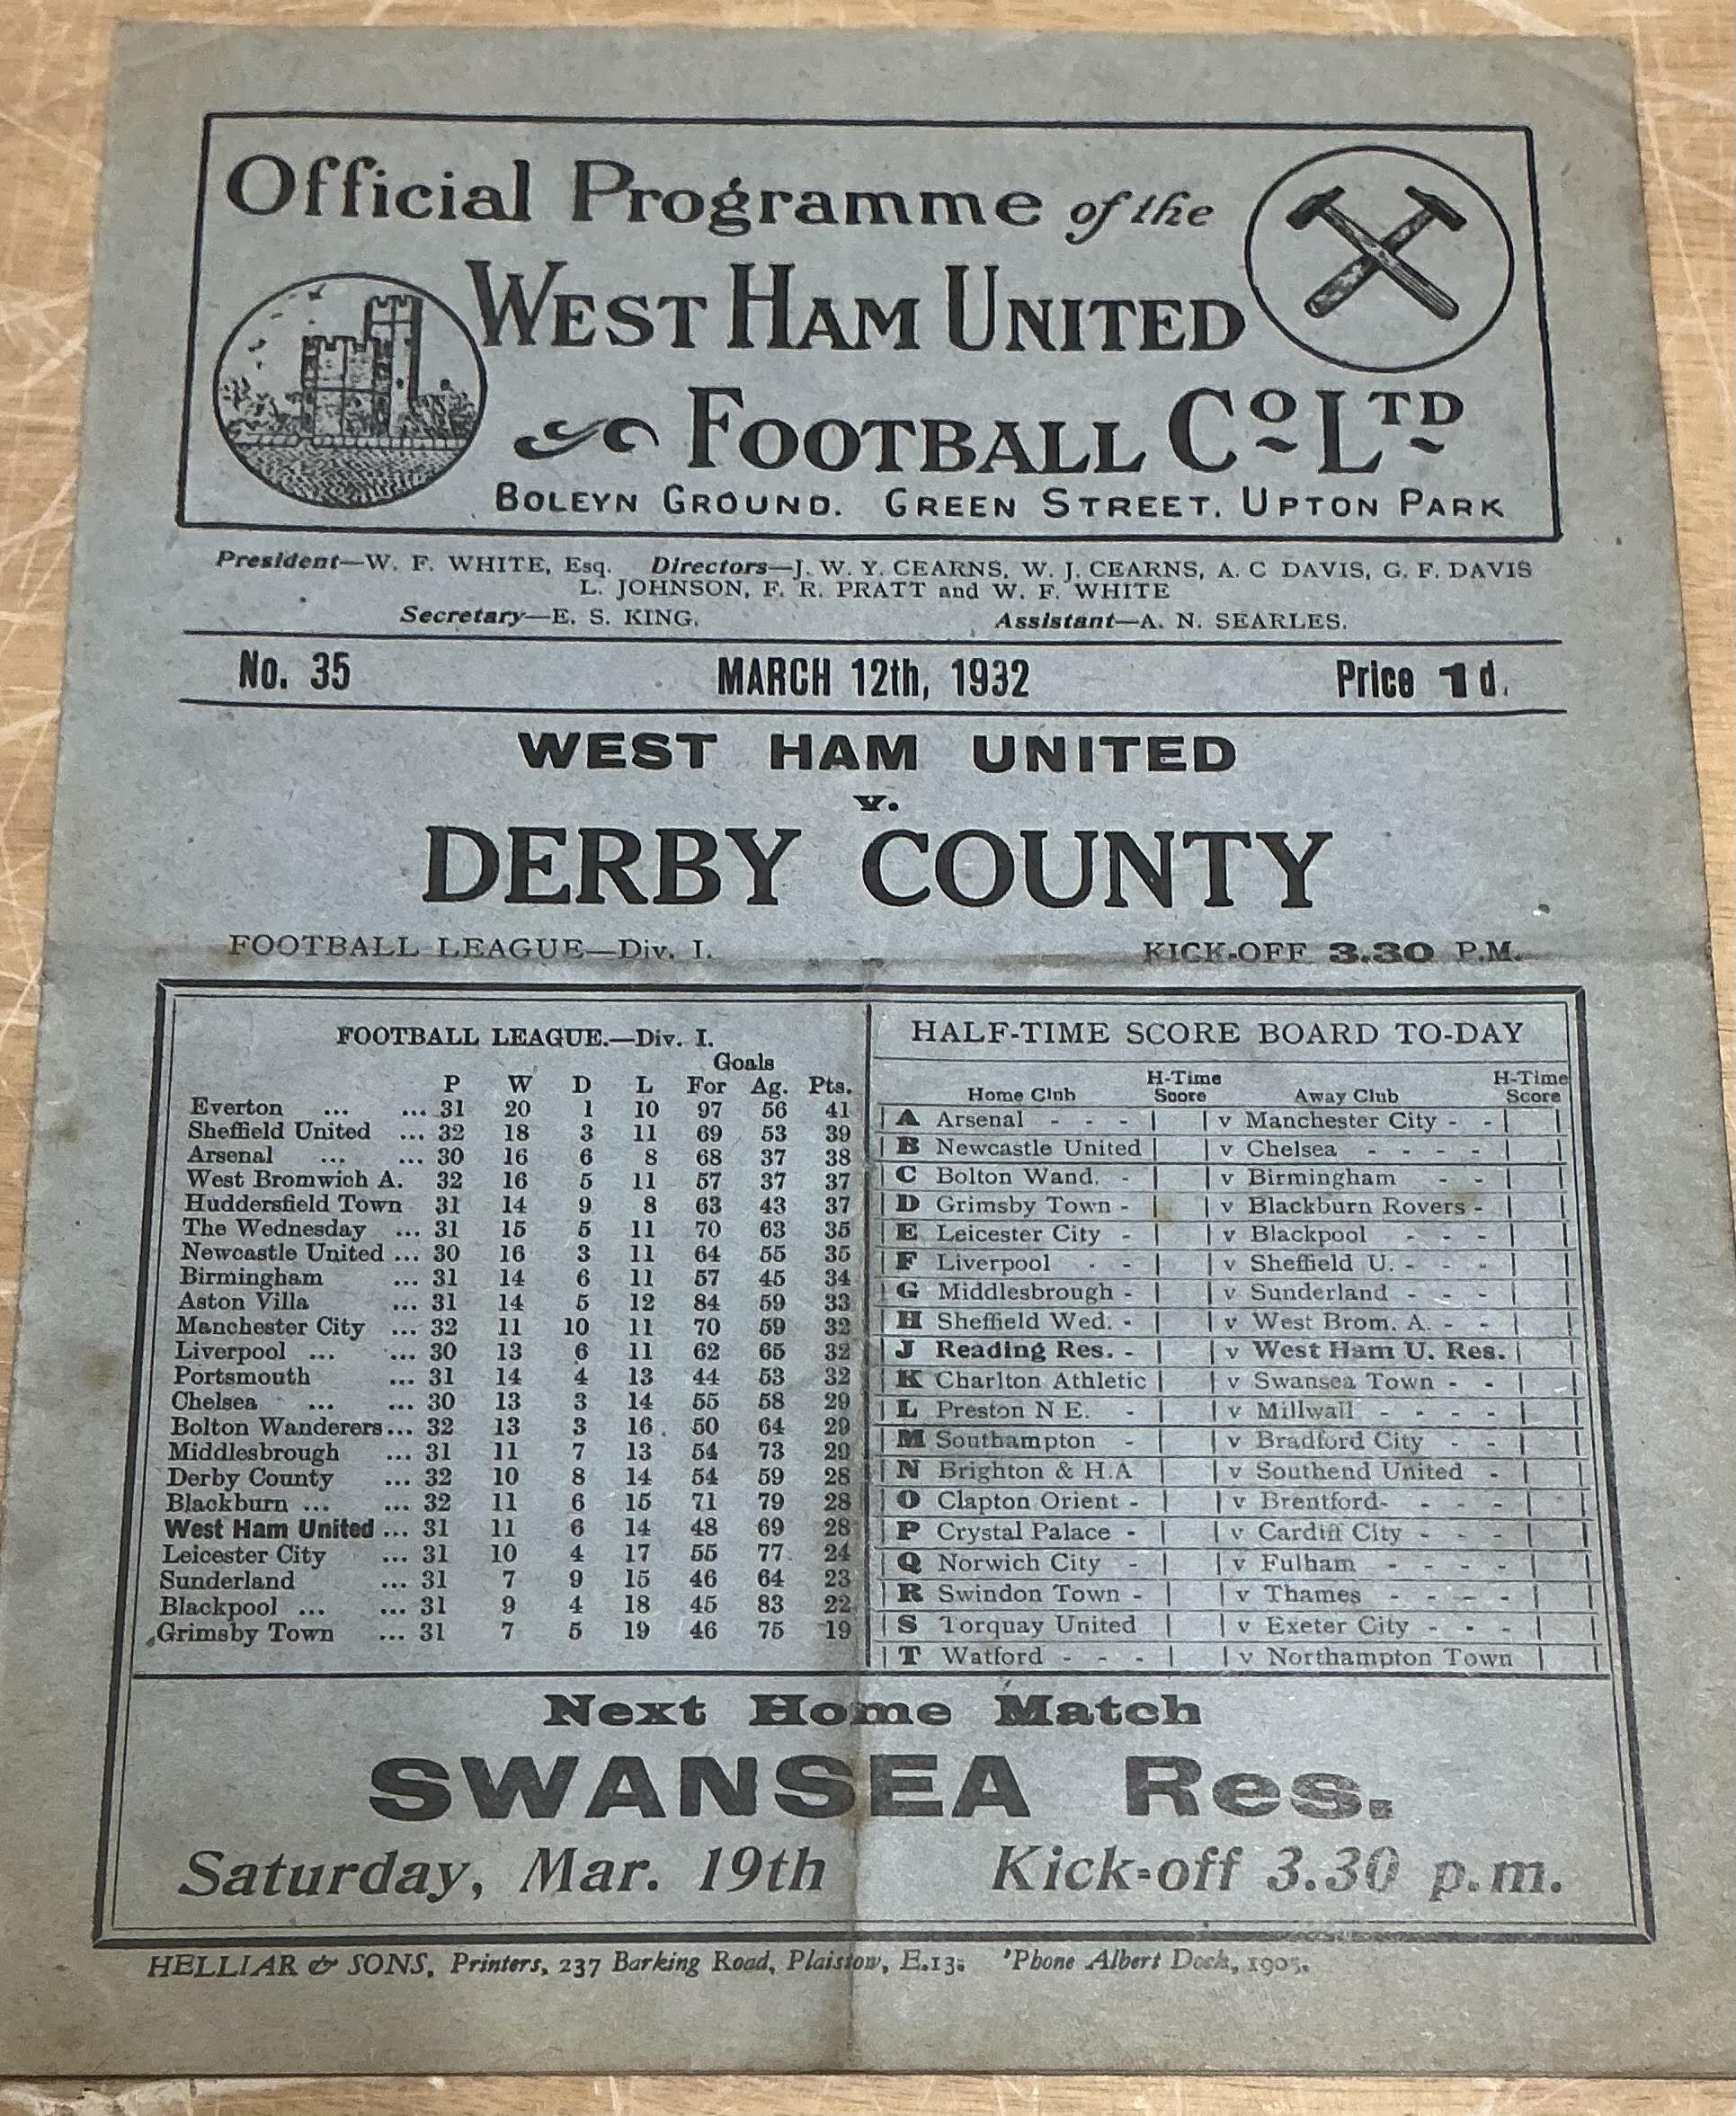 Official Programme of the
WEST HAM UNITED
FOOTBALL Co LTD
BOLEYN GROUND. GREEN STREET. UPTON PARK
President—W. F. WHITE, Esq. Directors—J. W. Y. CEARNS, W. J. CEARNS, A. C DAVIS, G. F. DAVIS
L. JOHNSON, F. R. PRATT and W. F. WHITE
Secretary—E. S. KING. Assistant—A. N. SEARLES.
No. 35 MARCH 12th, 1932 Price 1d.
WEST HAM UNITED
v.
DERBY COUNTY
FOOTBALL LEAGUE—Div. I. KICK-OFF 3.30 P.M.
FOOTBALL LEAGUE.—Div. I.
Goals
P W D L For Ag. Pts.
Everton ... ... 31 20 1 10 97 56 41
Sheffield United ... 32 18 3 11 69 53 39
Arsenal ... ... 30 16 6 8 68 37 38
West Bromwich A. 32 16 5 11 57 37 37
Huddersfield Town 31 14 9 8 63 43 37
The Wednesday ... 31 15 5 11 70 63 35
Newcastle United ... 30 16 3 11 64 55 35
Birmingham ... 31 14 6 11 57 45 34
Aston Villa ... 31 14 5 12 84 59 33
Manchester City ... 32 11 10 11 70 59 32
Liverpool ... ... 30 13 6 11 62 65 32
Portsmouth ... 31 14 4 13 44 53 32
Chelsea ... ... 30 13 3 14 55 58 29
Bolton Wanderers... 32 13 3 16 50 64 29
Middlesbrough ... 31 11 7 13 54 73 29
Derby County ... 32 10 8 14 54 59 28
Blackburn ... ... 32 11 6 15 71 79 28
West Ham United ... 31 11 6 14 48 69 28
Leicester City ... 31 10 4 17 55 77 24
Sunderland ... 31 7 9 15 46 64 23
Blackpool ... ... 31 9 4 18 45 83 22
Grimsby Town ... 31 7 5 19 46 75 19
HALF-TIME SCORE BOARD TO-DAY
H-Time H-Time
Home Club Score Away Club Score
A Arsenal - - - v Manchester City - -
B Newcastle United v Chelsea - - - -
C Bolton Wand. - v Birmingham - -
D Grimsby Town - v Blackburn Rovers -
E Leicester City - v Blackpool - - -
F Liverpool - - v Sheffield U. - - -
G Middlesbrough - v Sunderland - - -
H Sheffield Wed. - v West Brom. A. - -
J Reading Res. - v West Ham U. Res.
K Charlton Athletic v Swansea Town - -
L Preston N E. - v Millwall - - - -
M Southampton - v Bradford City - -
N Brighton & H.A v Southend United -
O Clapton Orient - v Brentford- - - -
P Crystal Palace - v Cardiff City - - -
Q Norwich City - v Fulham - - - -
R Swindon Town - v Thames - - - -
S Torquay United v Exeter City - - -
T Watford - - - v Northampton Town
Next Home Match
SWANSEA Res.
Saturday, Mar. 19th Kick-off 3.30 p.m.
HELLIAR & SONS, Printers, 237 Barking Road, Plaistow, E.13. 'Phone Albert Dock,